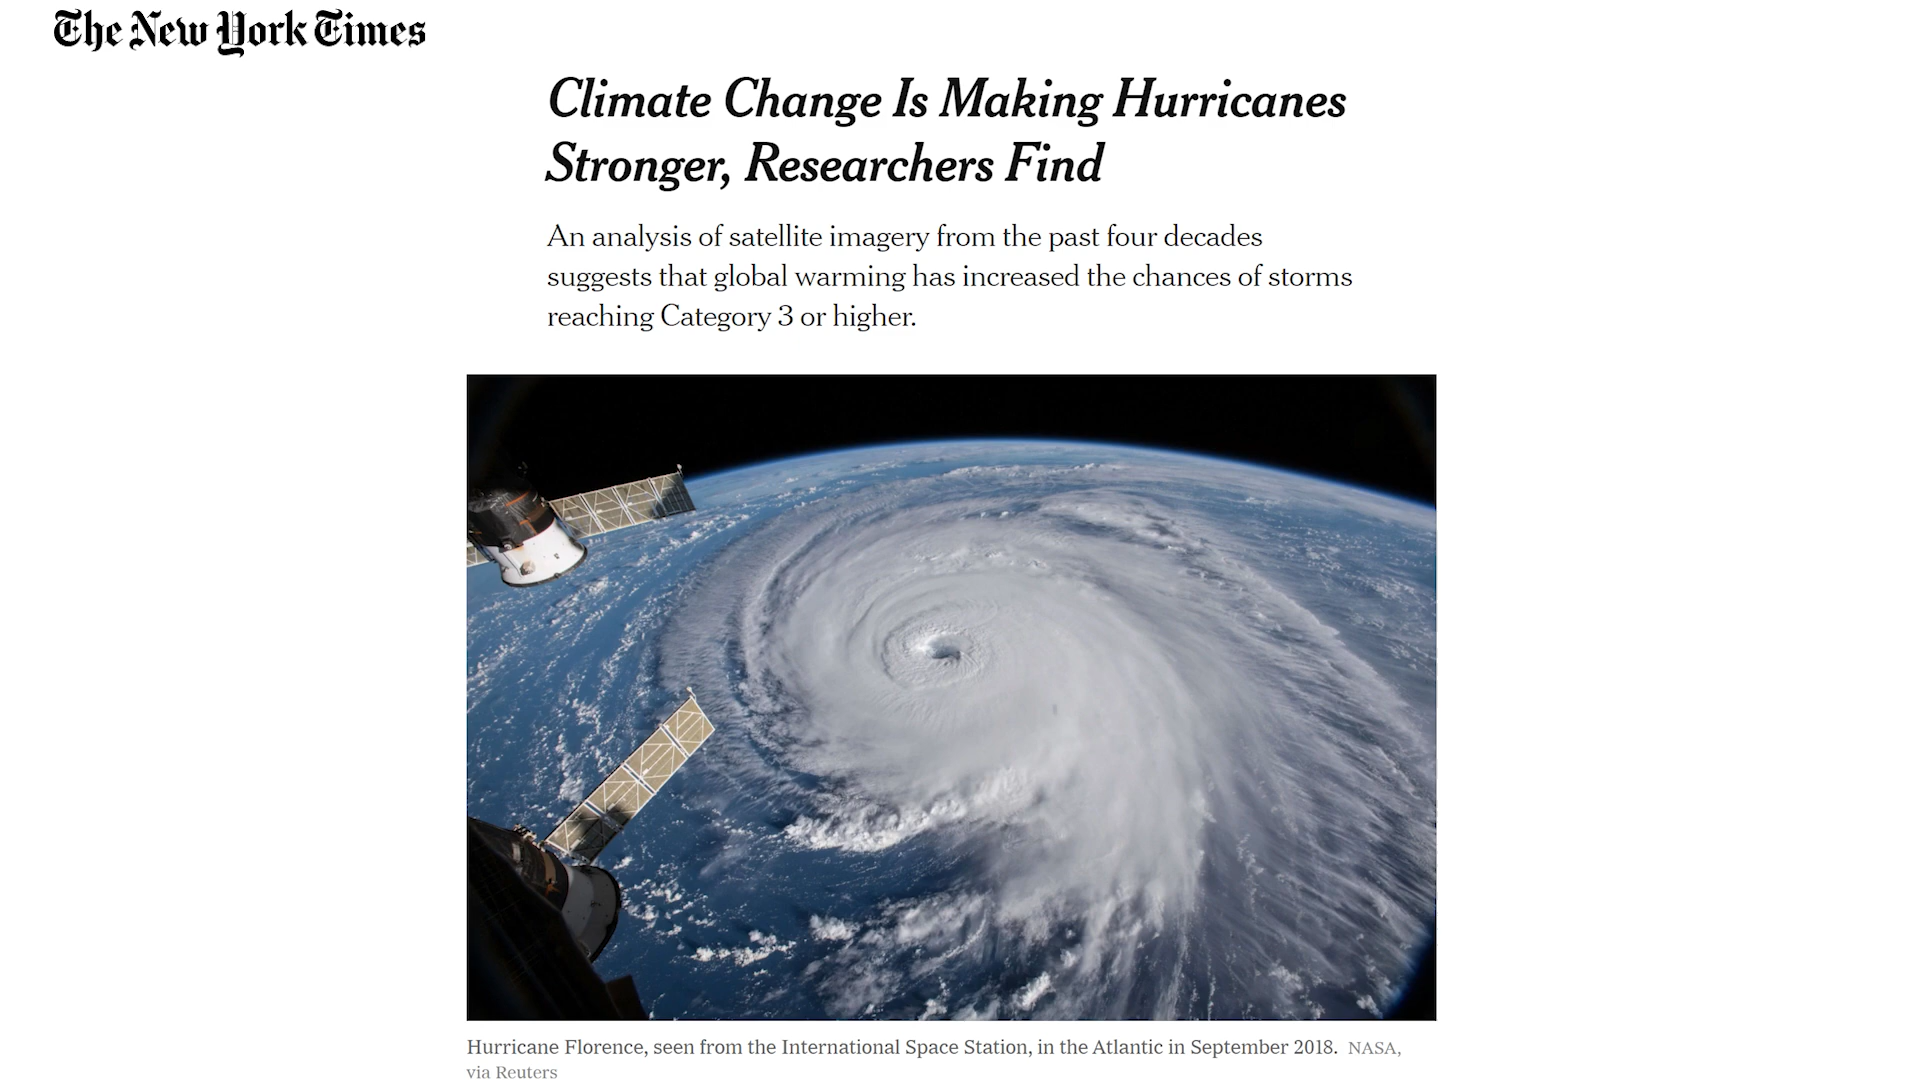 The New York Times
Climate Change Is Making Hurricanes
Stronger, Researchers Find
An analysis of satellite imagery from the past four decades
suggests that global warming has increased the chances of storms
reaching Category 3 or higher.
Hurricane Florence, seen from the International Space Station, in the Atlantic in September 2018. NASA,
via Reuters